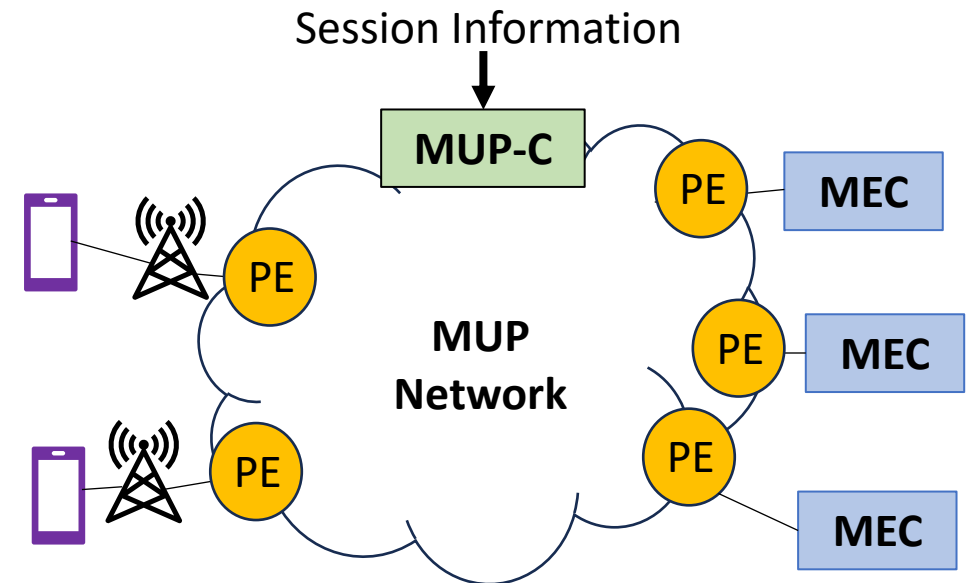 Session Information
MUP-C
PE
MEC
PE
MUP
Network
PE
MEC
PE
PE
MEC